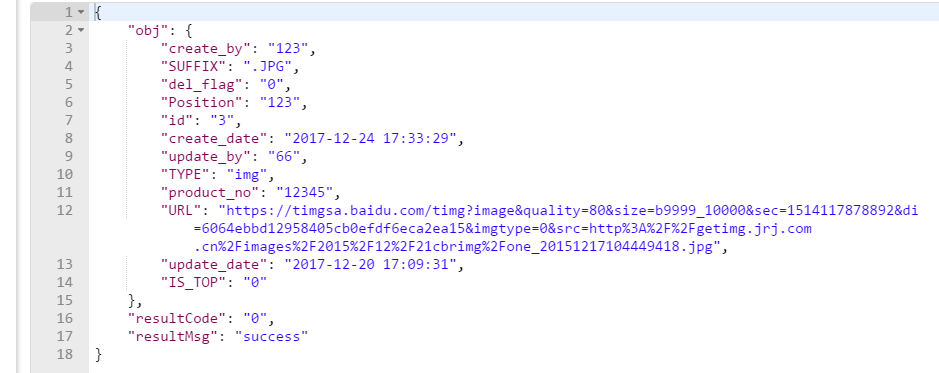 1 {
2 "obj": {
3 "create_by": "123",
4 "SUFFIX": ".JPG",
5 "del_flag": "0",
6 "Position": "123",
7 "id": "3",
8 "create_date": "2017-12-24 17:33:29",
9 "update_by": "66",
10 "TYPE": "img",
11 "product_no": "12345",
12 "URL": "https://timgsa.baidu.com/timg?image&quality=80&size=b9999_10000&sec=1514117878892&di
=6064ebbd12958405cb0efdf6eca2ea15&imgtype=0&src=http%3A%2F%2Fgetimg.jrj.com
.cn%2Fimages%2F2015%2F12%2F21cbrimg%2Fone_20151217104449418.jpg",
13 "update_date": "2017-12-20 17:09:31",
14 "IS_TOP": "0"
15 },
16 "resultCode": "0",
17 "resultMsg": "success"
18 }